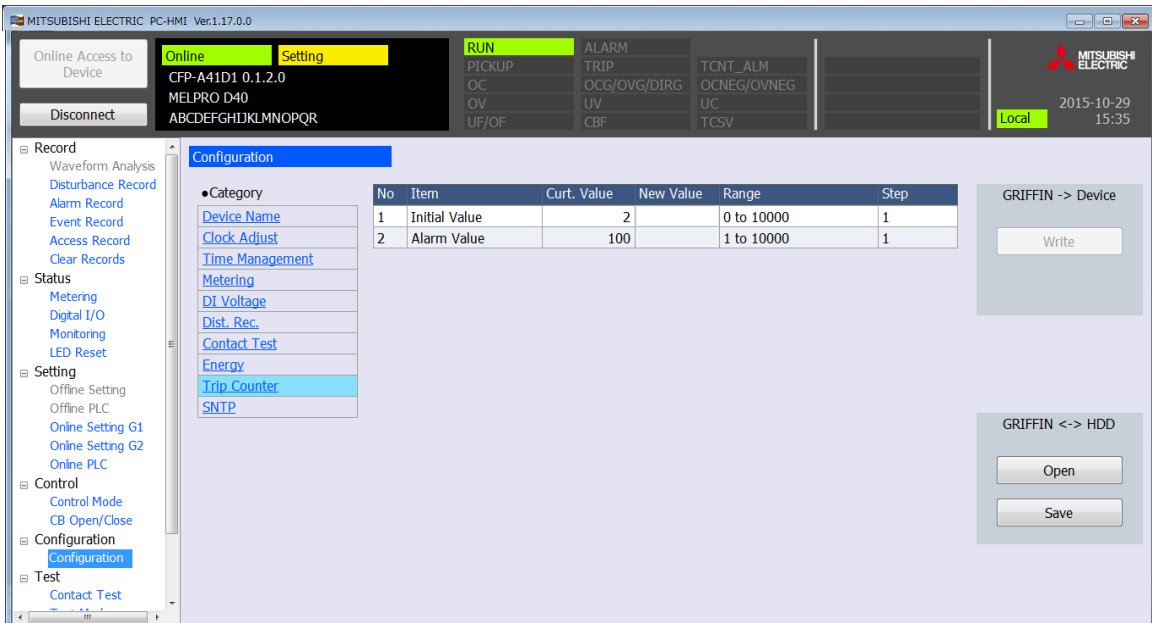 MITSUBISHI ELECTRIC PC-HMI Ver.1.17.0.0
Online Access to
Device
Disconnect
Online Setting
CFP-A41D1 0.1.2.0
MELPRO D40
ABCDEFGHIJKLMNOPQR
RUN ALARM
PICKUP TRIP TCNT_ALM
OC OCG/OVG/DIRG OCNEG/OVNEG
OV UV UC
UF/OF CBF TCSV
MITSUBISHI
ELECTRIC
2015-10-29
Local 15:35
Record
Waveform Analysis
Disturbance Record
Alarm Record
Event Record
Access Record
Clear Records
Status
Metering
Digital I/O
Monitoring
LED Reset
Setting
Offline Setting
Offline PLC
Online Setting G1
Online Setting G2
Online PLC
Control
Control Mode
CB Open/Close
Configuration
Configuration
Test
Contact Test
Configuration
●Category
Device Name
Clock Adjust
Time Management
Metering
DI Voltage
Dist. Rec.
Contact Test
Energy
Trip Counter
SNTP
No Item Curt. Value New Value Range Step
1 Initial Value 2 0 to 10000 1
2 Alarm Value 100 1 to 10000 1
GRIFFIN -> Device
Write
GRIFFIN <-> HDD
Open
Save